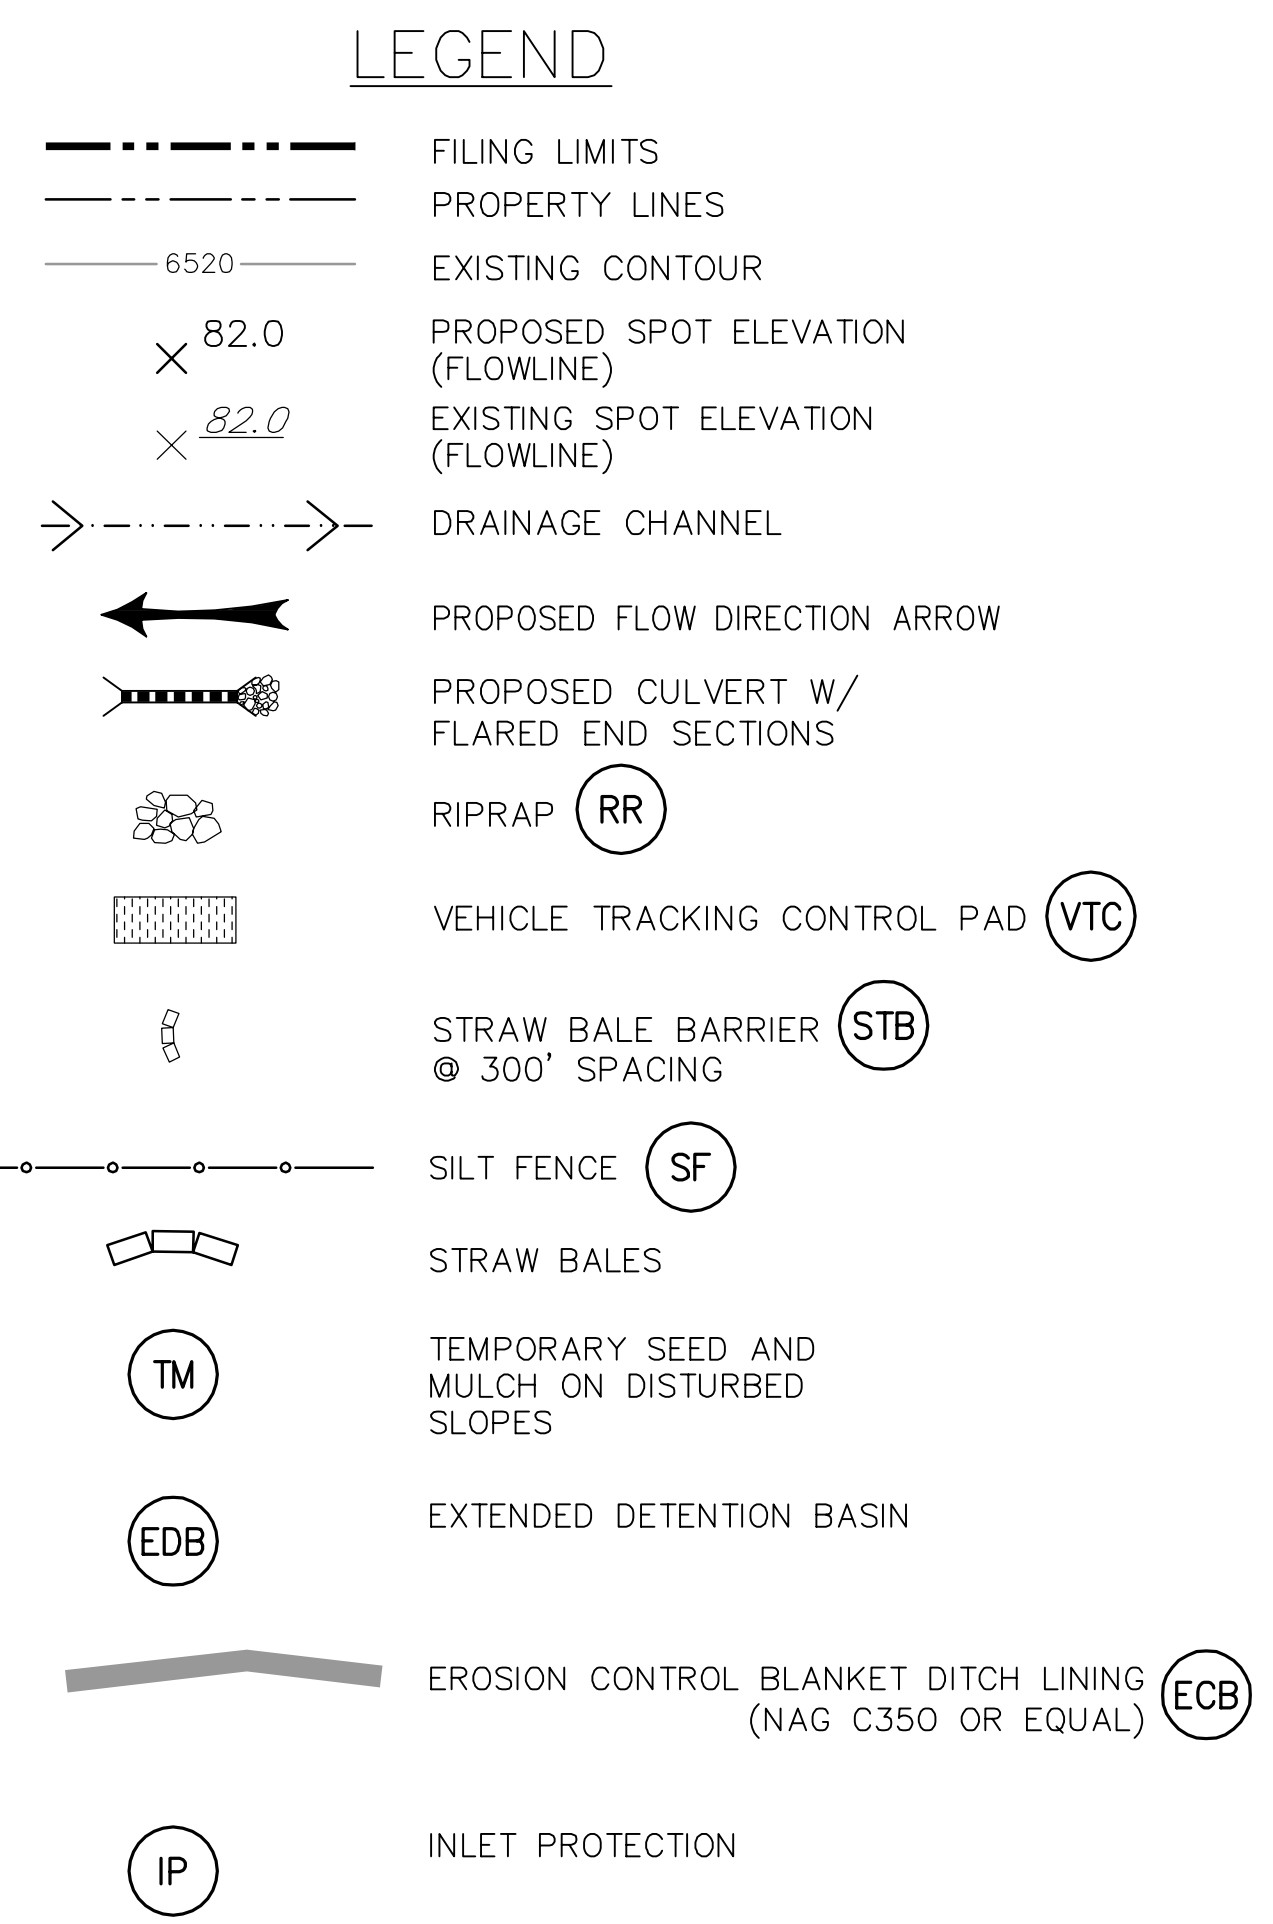 LEGEND
FILING LIMITS
PROPERTY LINES
6520 EXISTING CONTOUR
82.0 PROPOSED SPOT ELEVATION
(FLOWLINE)
82.0 EXISTING SPOT ELEVATION
(FLOWLINE)
DRAINAGE CHANNEL
PROPOSED FLOW DIRECTION ARROW
PROPOSED CULVERT W/
FLARED END SECTIONS
RIPRAP RR
VEHICLE TRACKING CONTROL PAD VTC
STRAW BALE BARRIER STB
@ 300' SPACING
SILT FENCE SF
STRAW BALES
TM TEMPORARY SEED AND
MULCH ON DISTURBED
SLOPES
EDB EXTENDED DETENTION BASIN
EROSION CONTROL BLANKET DITCH LINING ECB
(NAG C350 OR EQUAL)
IP INLET PROTECTION